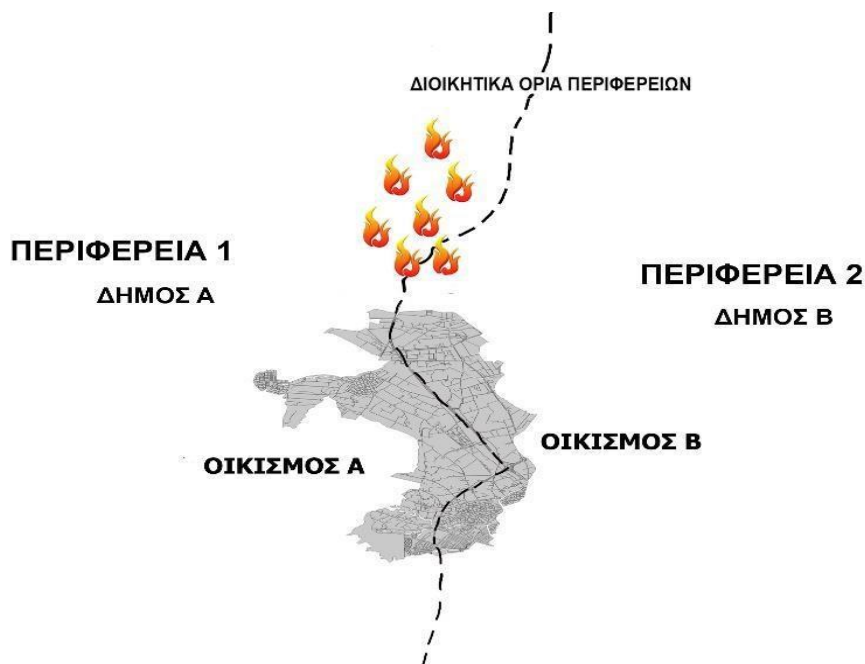 ΔΙΟΙΚΗΤΙΚΑ ΟΡΙΑ ΠΕΡΙΦΕΡΕΙΩΝ
ΠΕΡΙΦΕΡΕΙΑ 1
ΔΗΜΟΣ Α
ΠΕΡΙΦΕΡΕΙΑ 2
ΔΗΜΟΣ Β
ΟΙΚΙΣΜΟΣ Α
ΟΙΚΙΣΜΟΣ Β